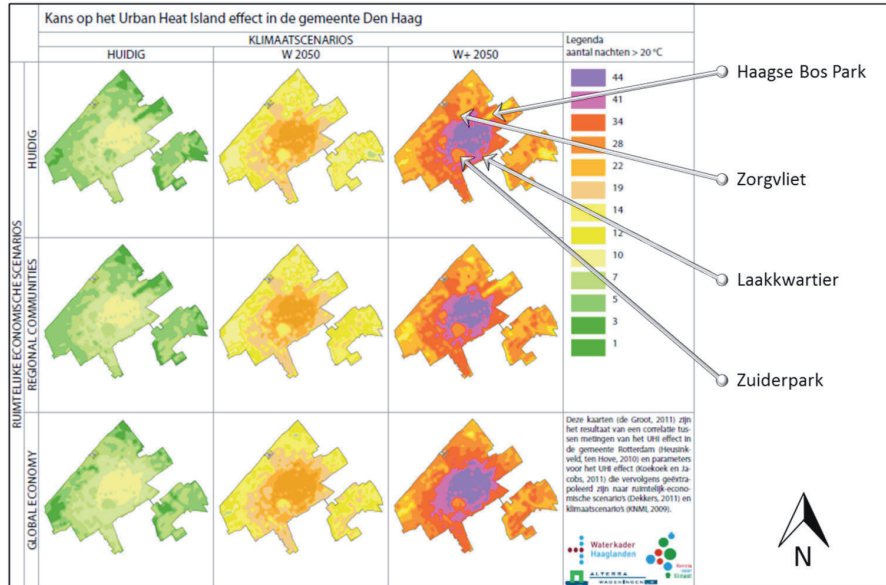 Kans op het Urban Heat Island effect in de gemeente Den Haag
KLIMAATSCENARIOS
HUIDIG
W 2050
W+ 2050
Legenda
aantal nachten > 20 °C
RUIMTELIJKE ECONOMISCHE SCENARIOS
HUIDIG
REGIONAL COMMUNITIES
GLOBAL ECONOMY
44
41
34
28
22
19
14
12
10
7
5
3
1
Haagse Bos Park
Zorgvliet
Laakkwartier
Zuiderpark
Deze kaarten (de Groot, 2011) zijn
het resultaat van een correlatie tus-
sen metingen van het UHI effect in
de gemeente Rotterdam (Heusink-
veld, ten Hove, 2010) en parameters
voor het UHI effect (Koekoek en Ja-
cobs, 2011) die vervolgens geëxtra-
poleerd zijn naar ruimtelijk-econo-
mische scenario's (Dekkers, 2011) en
klimaatscenario's (KNMI, 2009).
Waterkader
Haaglanden
Kennis
voor
Klimaat
ALTERRA
WAGENINGEN
N